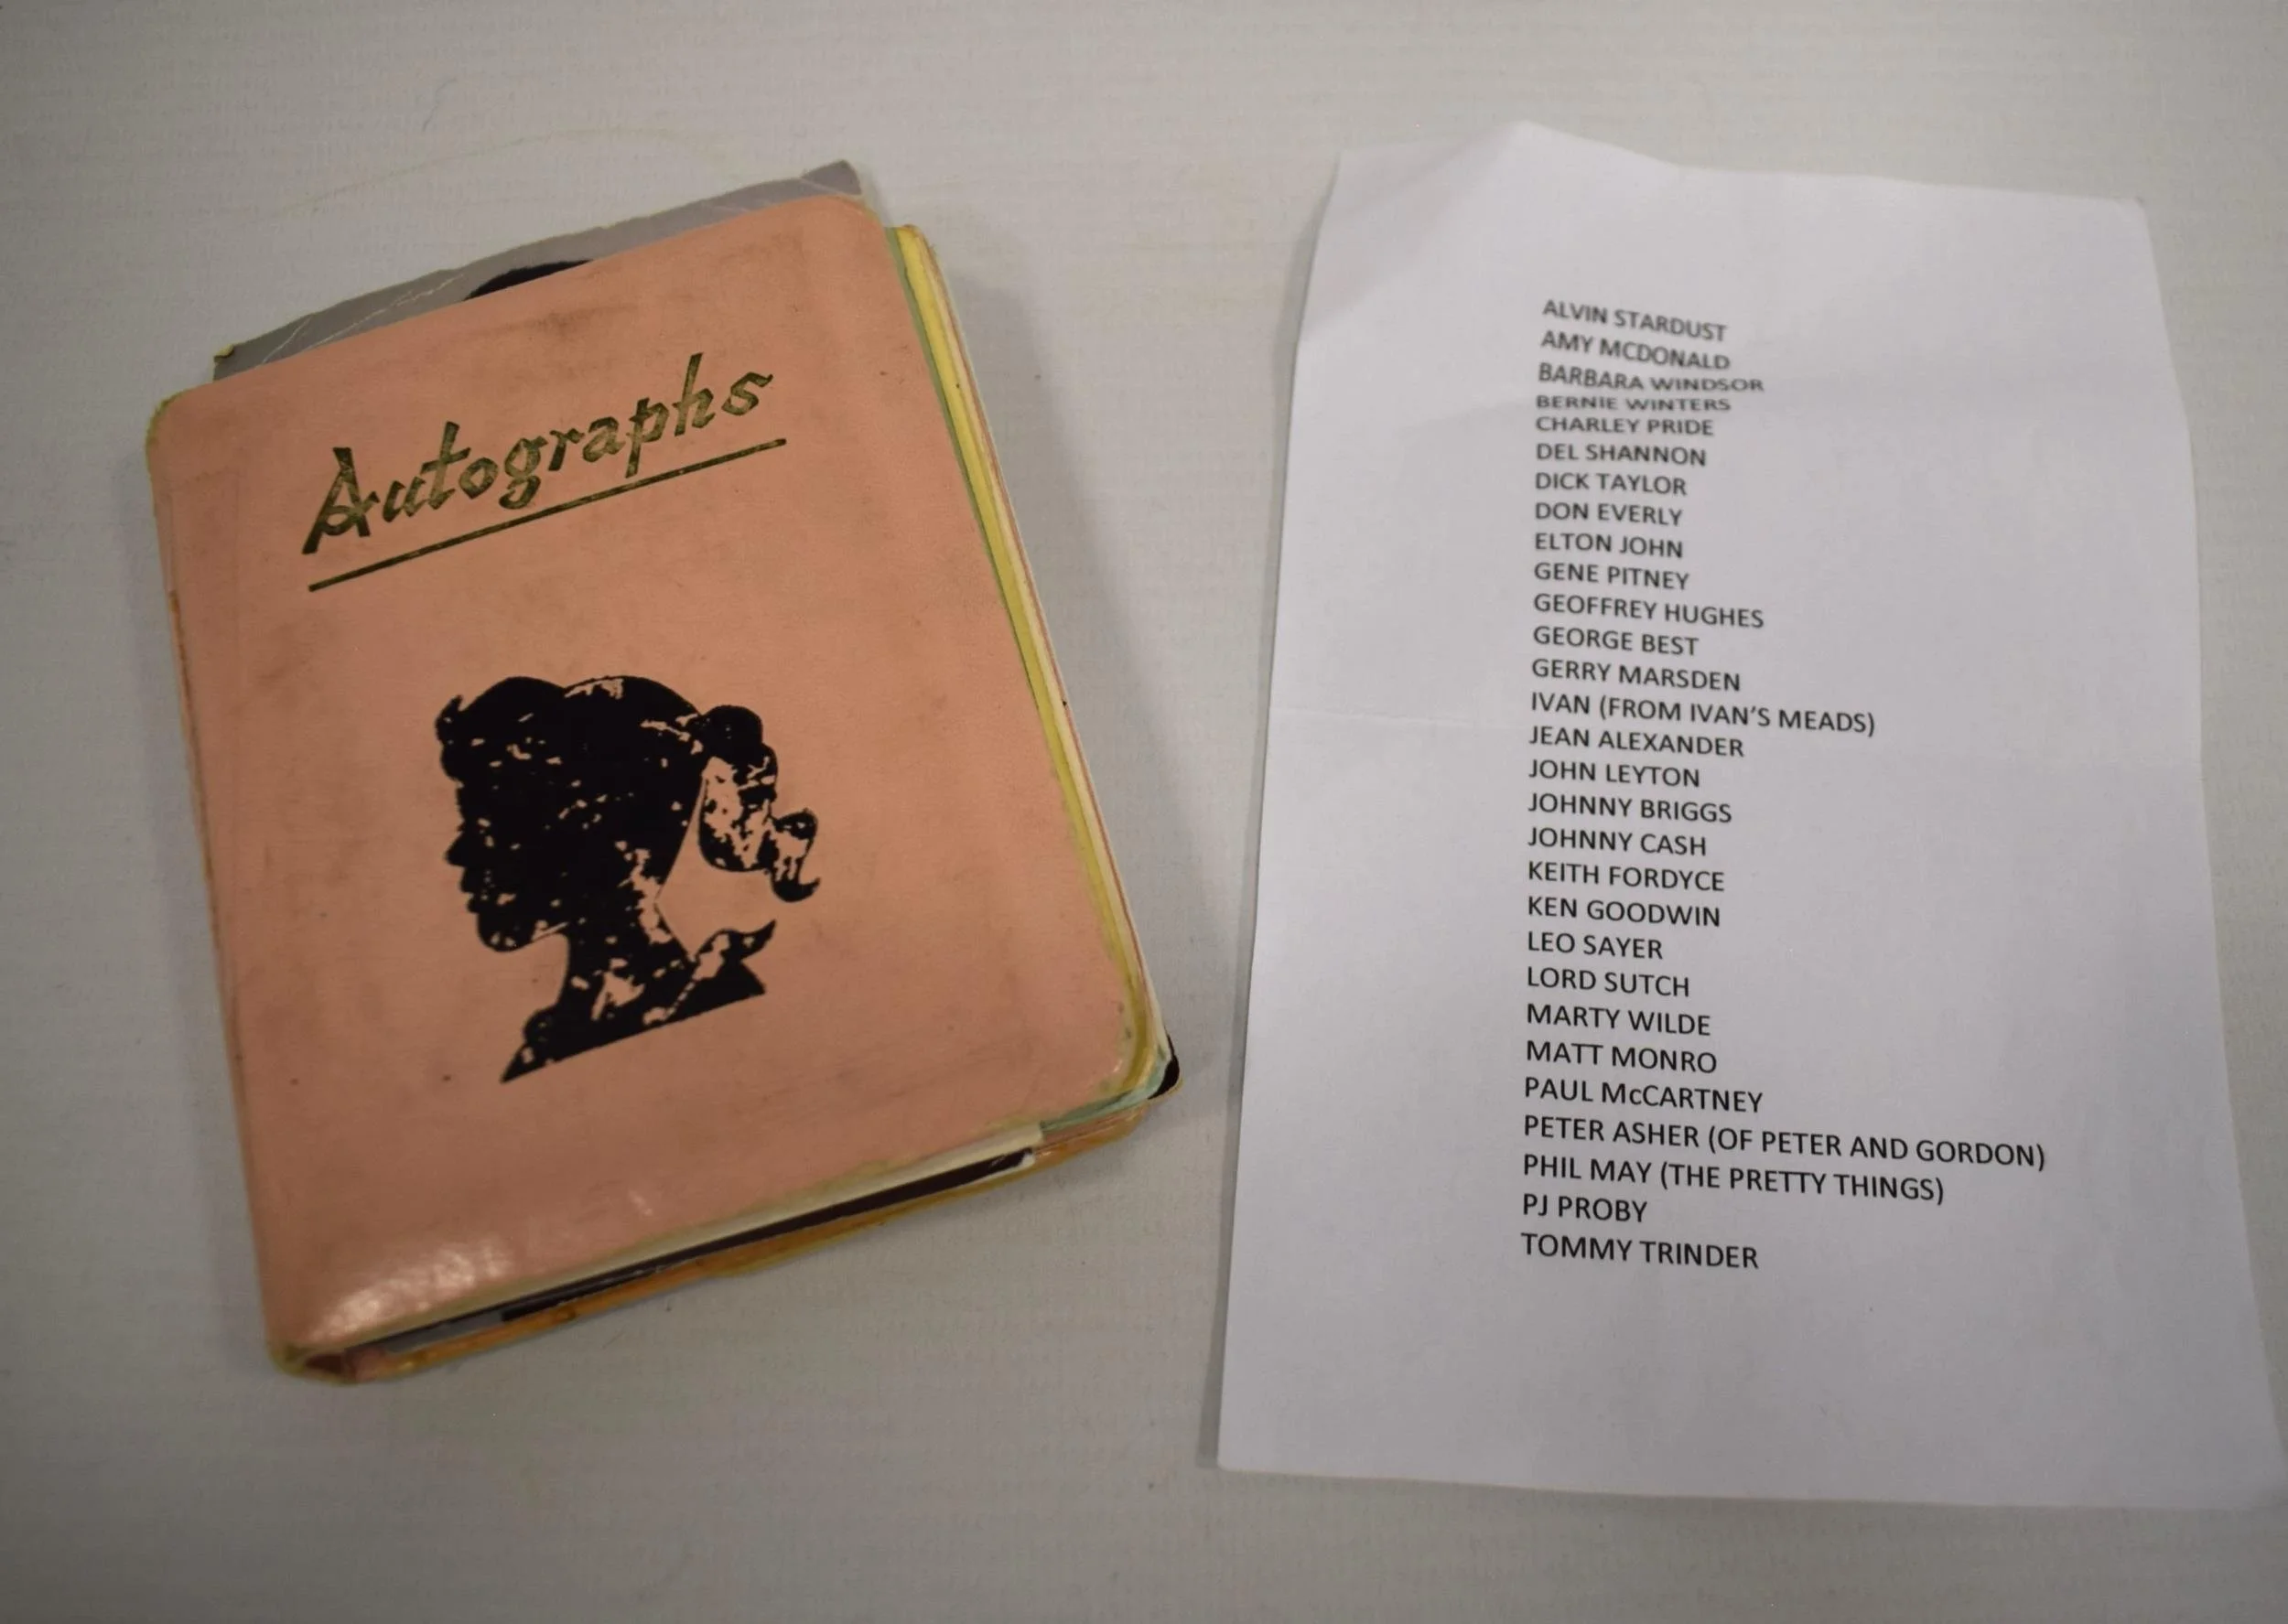 Autographs
ALVIN STARDUST
AMY MCDONALD
BARBARA WINDSOR
BERNIE WINTERS
CHARLEY PRIDE
DEL SHANNON
DICK TAYLOR
DON EVERLY
ELTON JOHN
GENE PITNEY
GEOFFREY HUGHES
GEORGE BEST
GERRY MARSDEN
IVAN (FROM IVAN'S MEADS)
JEAN ALEXANDER
JOHN LEYTON
JOHNNY BRIGGS
JOHNNY CASH
KEITH FORDYCE
KEN GOODWIN
LEO SAYER
LORD SUTCH
MARTY WILDE
MATT MONRO
PAUL McCARTNEY
PETER ASHER (OF PETER AND GORDON)
PHIL MAY (THE PRETTY THINGS)
PJ PROBY
TOMMY TRINDER